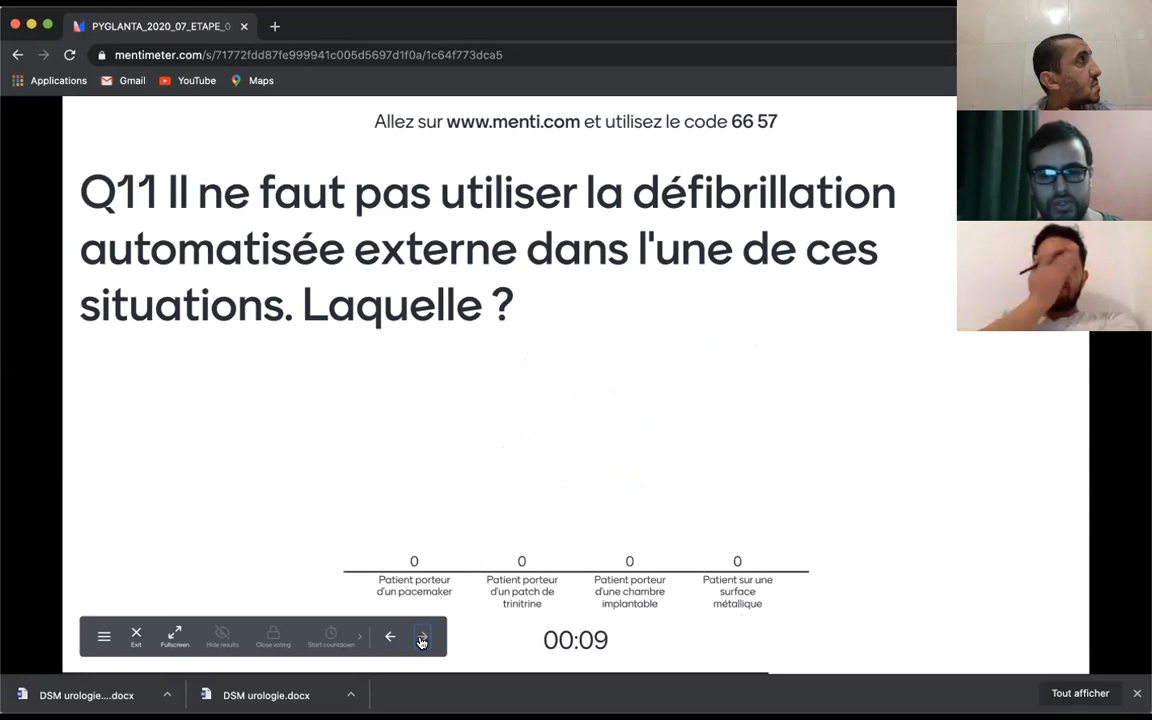 PYGLANTA_2020_07_ETAPE_0
mentimeter.com/s/71772fdd87fe999941c005d5697d1f0a/1c64f773dca5
Applications Gmail YouTube Maps
Allez sur www.menti.com et utilisez le code 66 57
Q11 Il ne faut pas utiliser la défibrillation
automatisée externe dans l'une de ces
situations. Laquelle ?
0 0 0 0
Patient porteur
d'un pacemaker
Patient porteur
d'un patch de
trinitrine
Patient porteur
d'une chambre
implantable
Patient sur une
surface
métallique
Exit Fullscreen Hide results Close voting Start countdown
00:09
DSM urologie....docx DSM urologie.docx Tout afficher